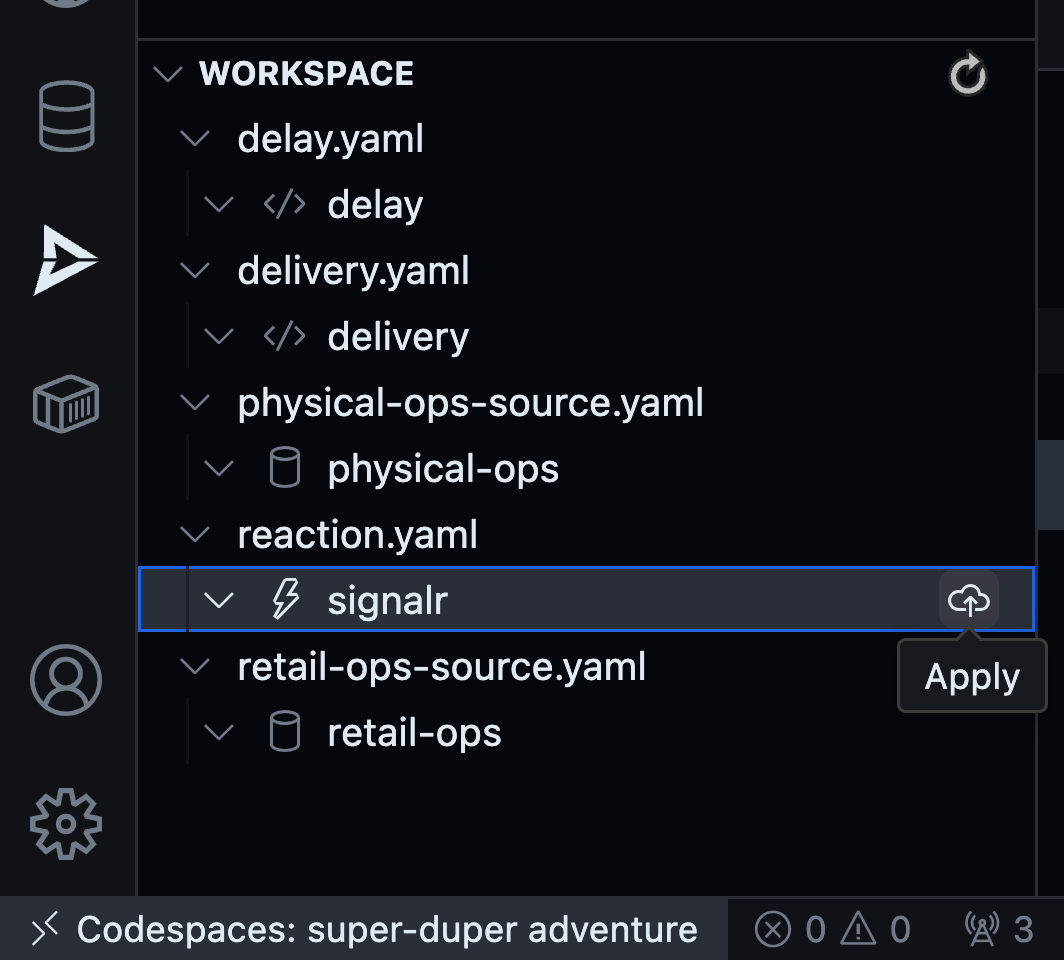 WORKSPACE
delay.yaml
</> delay
delivery.yaml
</> delivery
physical-ops-source.yaml
physical-ops
reaction.yaml
signalr
Apply
retail-ops-source.yaml
retail-ops
Codespaces: super-duper adventure 0 0 3